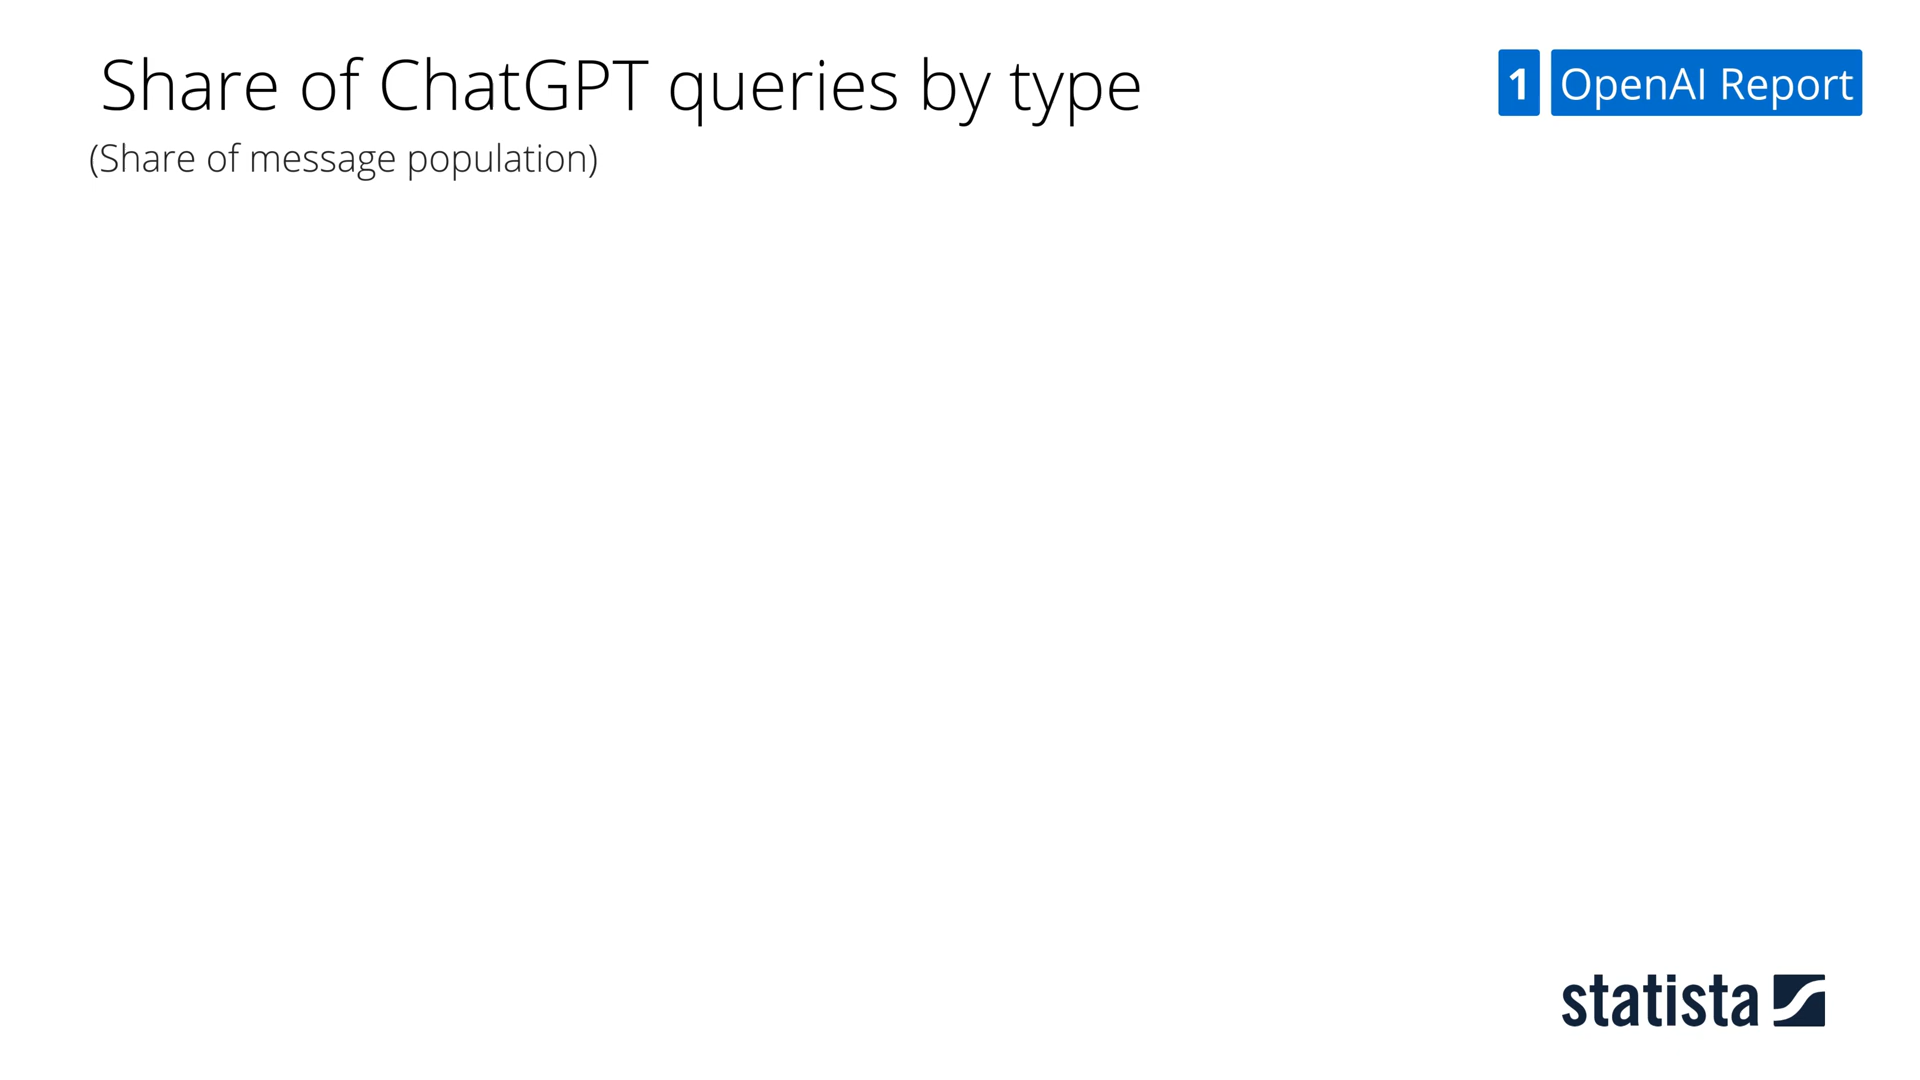 Share of ChatGPT queries by type
1 OpenAI Report
(Share of message population)
statista